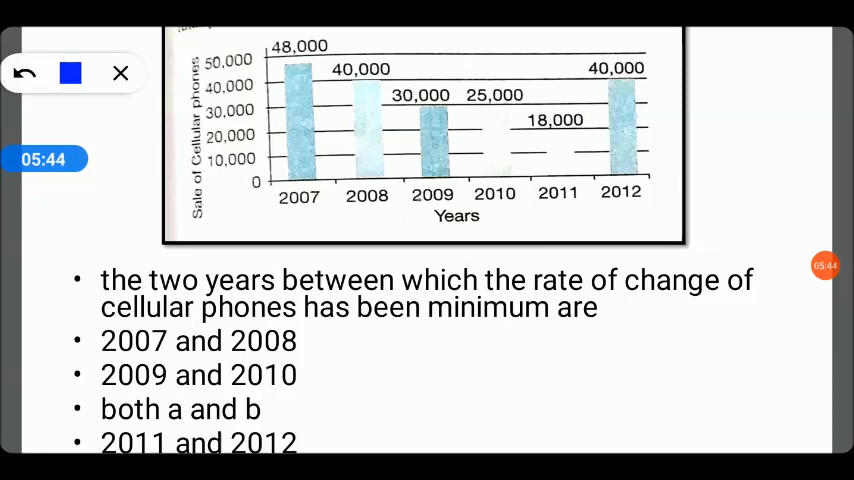 48,000
50,000
40,000
40,000
40,000
30,000
25,000
30,000
18,000
20,000
10,000
0
Sale of Cellular phones
2007 2008 2009 2010 2011 2012
Years
05:44
05:44
• the two years between which the rate of change of
cellular phones has been minimum are
• 2007 and 2008
• 2009 and 2010
• both a and b
• 2011 and 2012